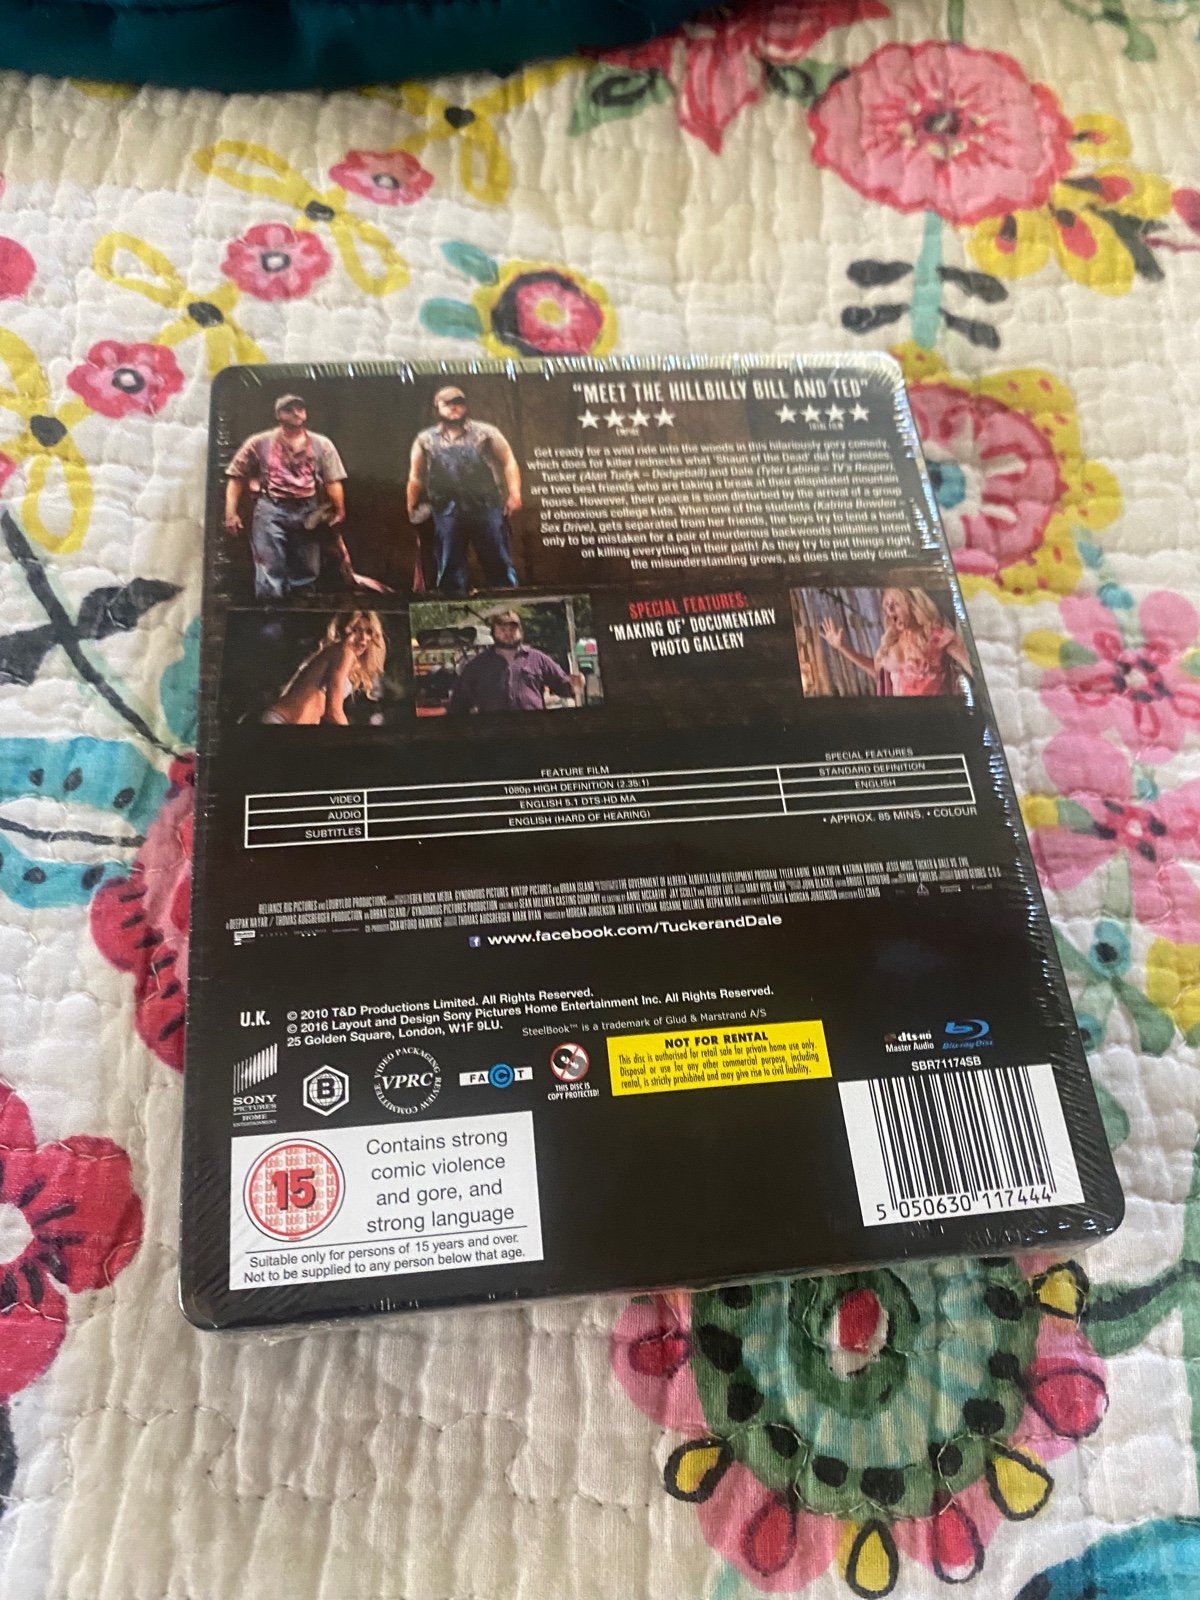 "MEET THE HILLBILLY BILL AND TED"
★★★★ ★★★★
EMPIRE TOTAL FILM
Get ready for a wild ride into the woods in this hilariously gory comedy,
which does for killer rednecks what 'Shaun of the Dead' did for zombies.
Tucker (Alan Tudyk – Dodgeball) and Dale (Tyler Labine – TV's Reaper)
are two best friends who are taking a break at their dilapidated mountain
house. However, their peace is soon disturbed by the arrival of a group
of obnoxious college kids. When one of the students (Katrina Bowden –
Sex Drive), gets separated from her friends, the boys try to lend a hand,
only to be mistaken for a pair of murderous backwoods hillbillies intent
on killing everything in their path! As they try to put things right
the misunderstanding grows, as does the body count...
SPECIAL FEATURES:
'MAKING OF' DOCUMENTARY
PHOTO GALLERY
FEATURE FILM SPECIAL FEATURES
VIDEO 1080p HIGH DEFINITION (2.35:1) STANDARD DEFINITION
AUDIO ENGLISH 5.1 DTS-HD MA ENGLISH
SUBTITLES ENGLISH (HARD OF HEARING)
• APPROX. 85 MINS. • COLOUR
www.facebook.com/TuckerandDale
U.K. © 2010 T&D Productions Limited. All Rights Reserved.
© 2016 Layout and Design Sony Pictures Home Entertainment Inc. All Rights Reserved.
25 Golden Square, London, W1F 9LU. SteelBook™ is a trademark of Glud & Marstrand A/S
SONY
PICTURES
HOME
ENTERTAINMENT
B
VIDEO PACKAGING REVIEW COMMITTEE
VPRC
FACT
THIS DISC IS
COPY PROTECTED!
NOT FOR RENTAL
This disc is authorised for retail sale for private home use only.
Disposal or use for any other commercial purpose, including
rental, is strictly prohibited and may give rise to civil liability.
dts-HD
Master Audio
Blu-ray Disc
SBR71174SB
5 050630 117444
15
Contains strong
comic violence
and gore, and
strong language
Suitable only for persons of 15 years and over.
Not to be supplied to any person below that age.